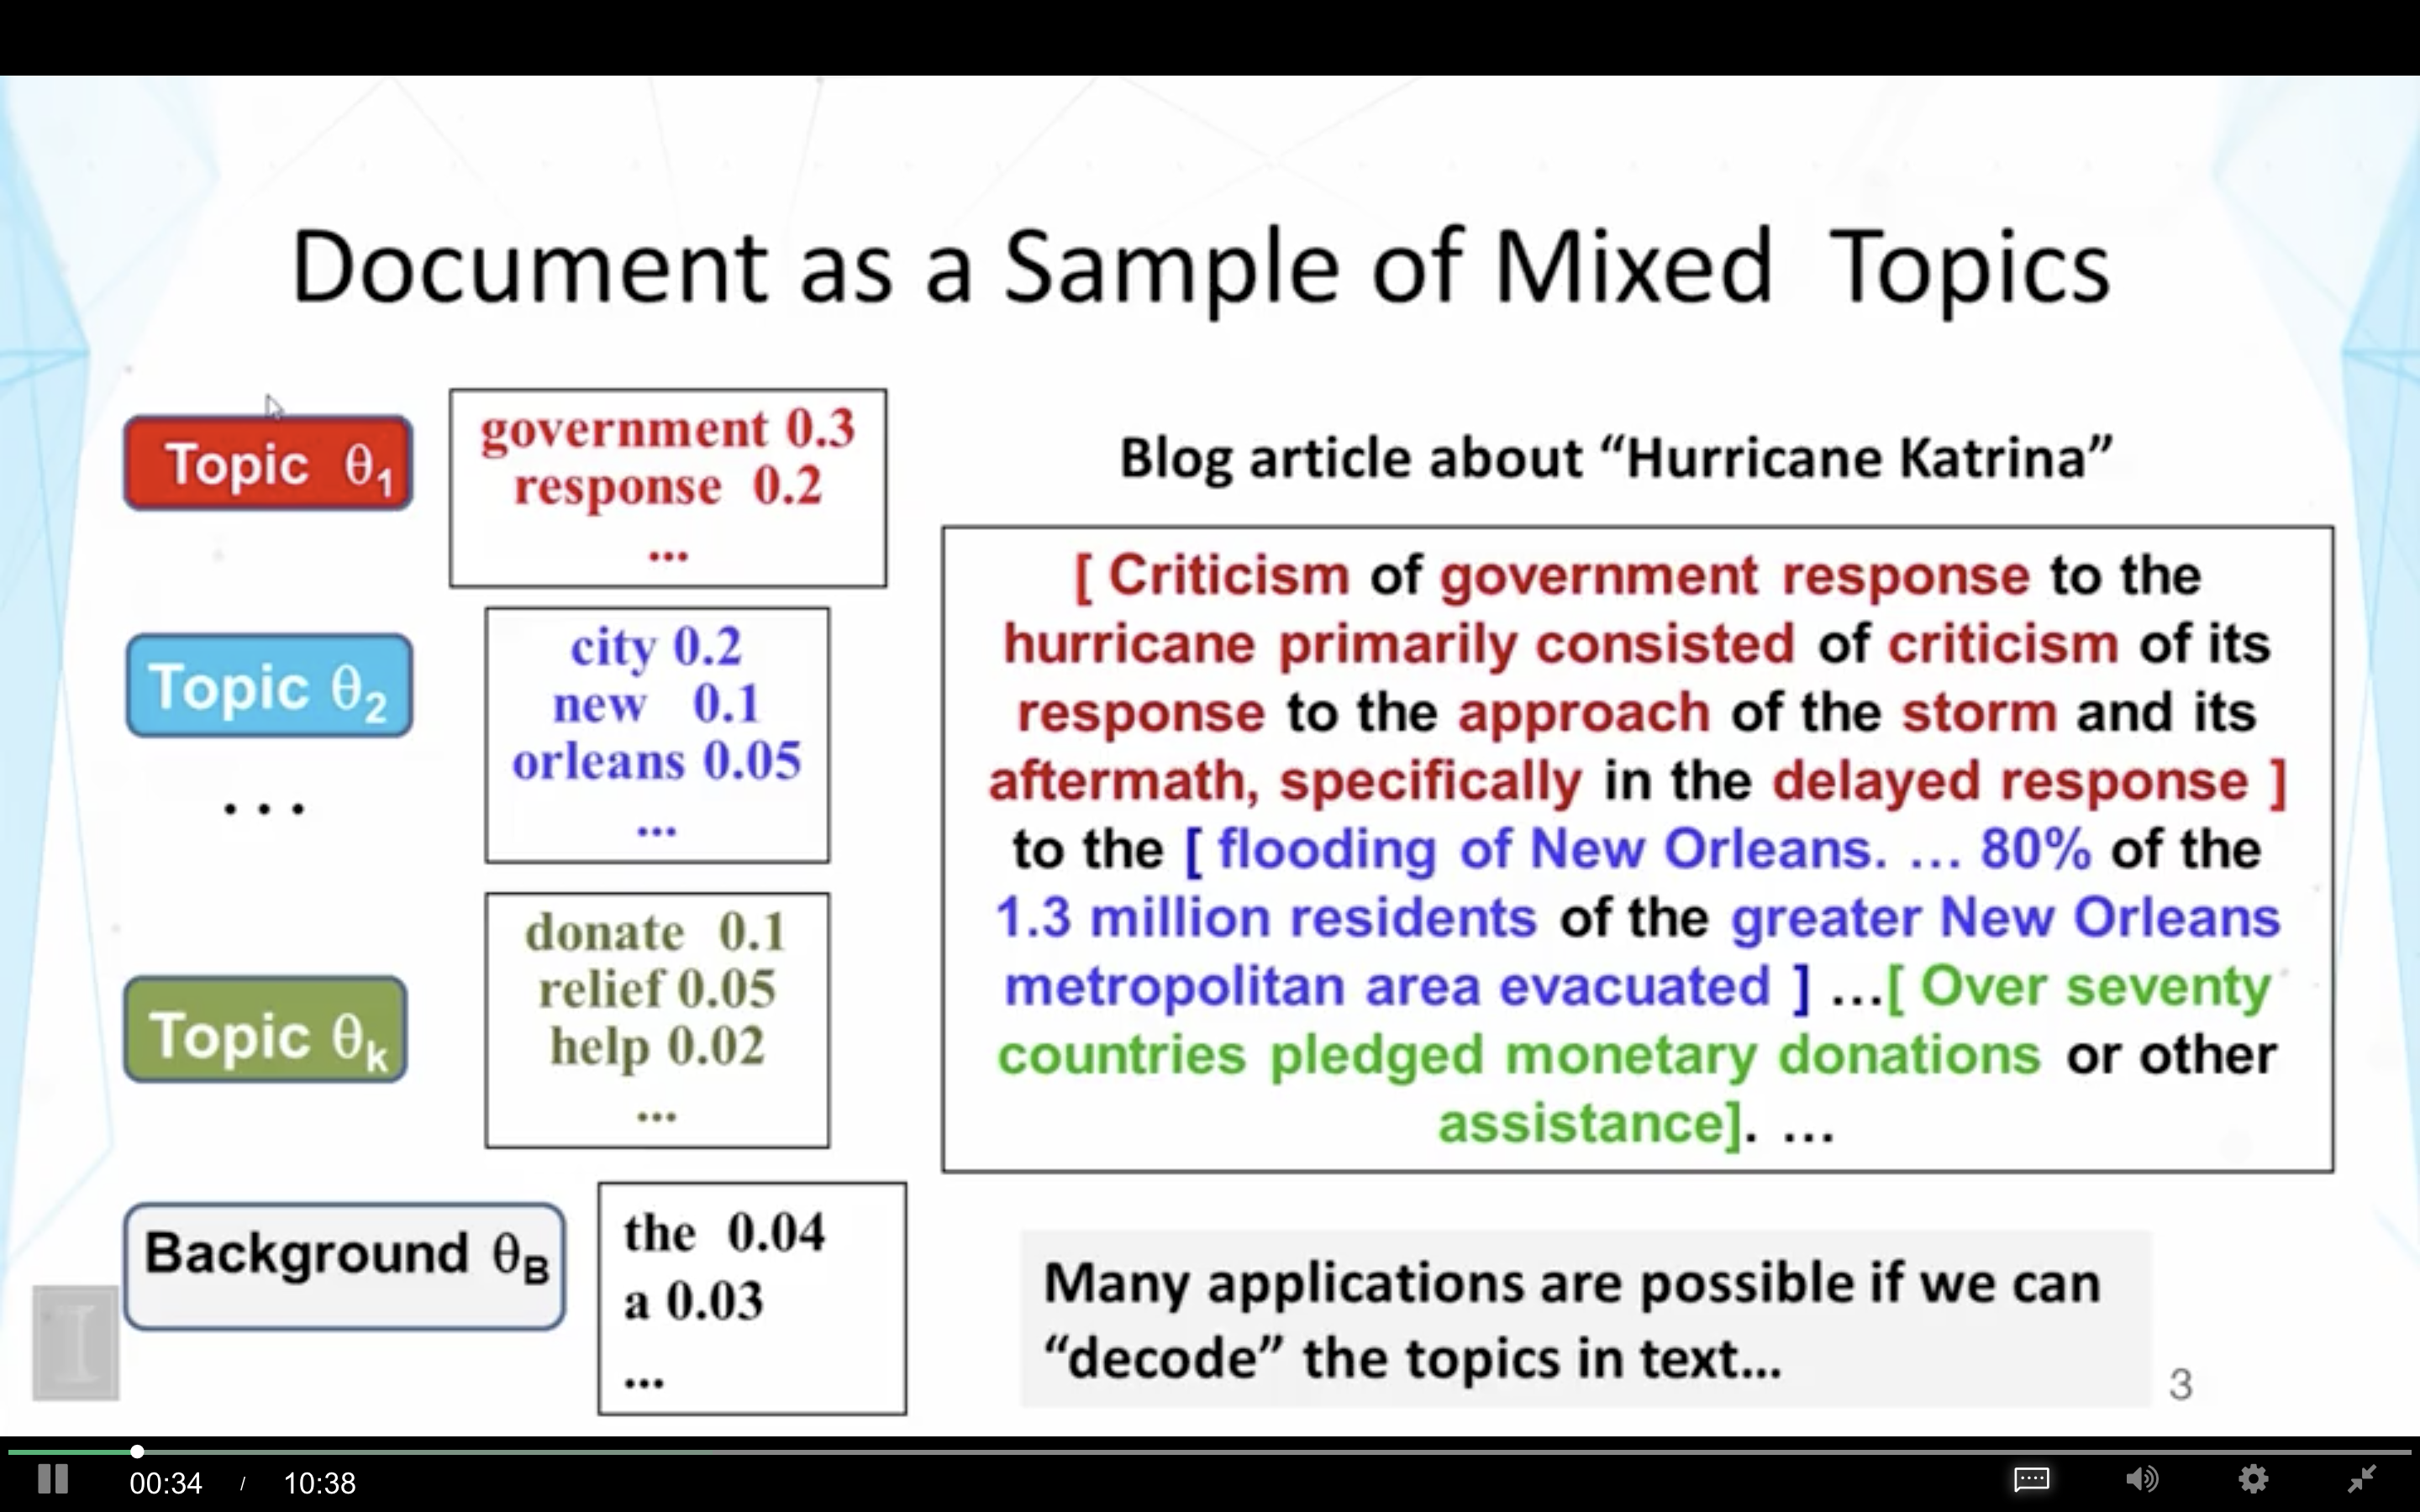 Document as a Sample of Mixed Topics
Topic θ1
government 0.3
response 0.2
...
Topic θ2
city 0.2
new 0.1
orleans 0.05
...
...
Topic θk
donate 0.1
relief 0.05
help 0.02
...
Background θB
the 0.04
a 0.03
...
Blog article about “Hurricane Katrina”
[ Criticism of government response to the
hurricane primarily consisted of criticism of its
response to the approach of the storm and its
aftermath, specifically in the delayed response ]
to the [ flooding of New Orleans. … 80% of the
1.3 million residents of the greater New Orleans
metropolitan area evacuated ] …[ Over seventy
countries pledged monetary donations or other
assistance]. …
Many applications are possible if we can
“decode” the topics in text…
3
I
00:34 / 10:38